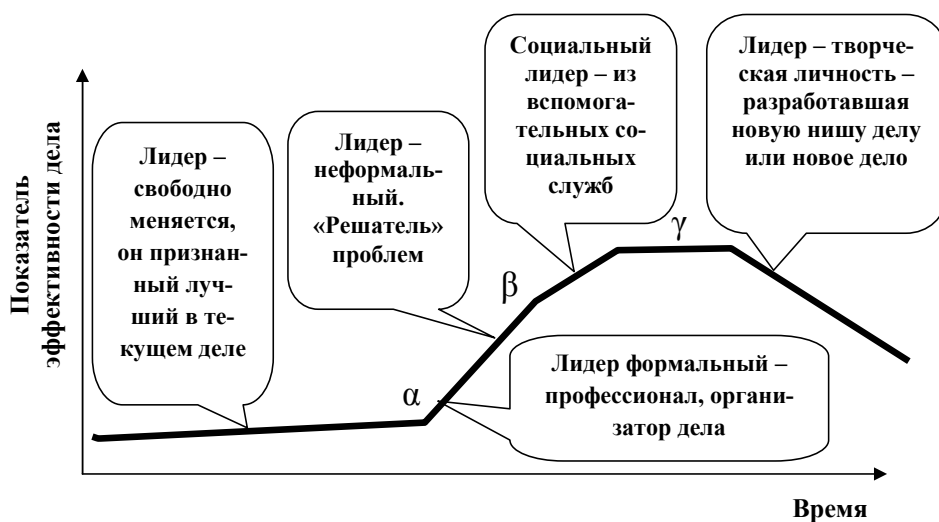 Показатель
эффективности дела
Лидер –
свободно
меняется,
он признан-
ный луч-
ший в те-
кущем деле
Лидер –
неформаль-
ный.
«Решатель»
проблем
Социальный
лидер – из
вспомога-
тельных со-
циальных
служб
Лидер – творче-
ская личность –
разработавшая
новую нишу делу
или новое дело
α
β
γ
Лидер формальный –
профессионал, органи-
затор дела
Время